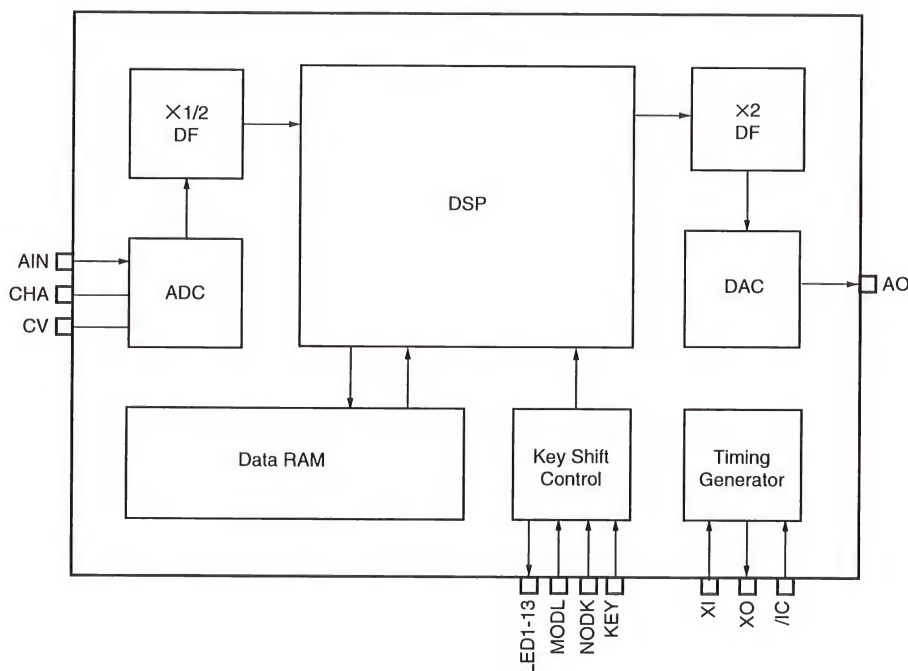 ×1/2
DF
DSP
×2
DF
AIN
CHA
CV
ADC
DAC
AO
Data RAM
Key Shift
Control
Timing
Generator
LED1-13
MODL
NODK
KEY
XI
XO
/IC